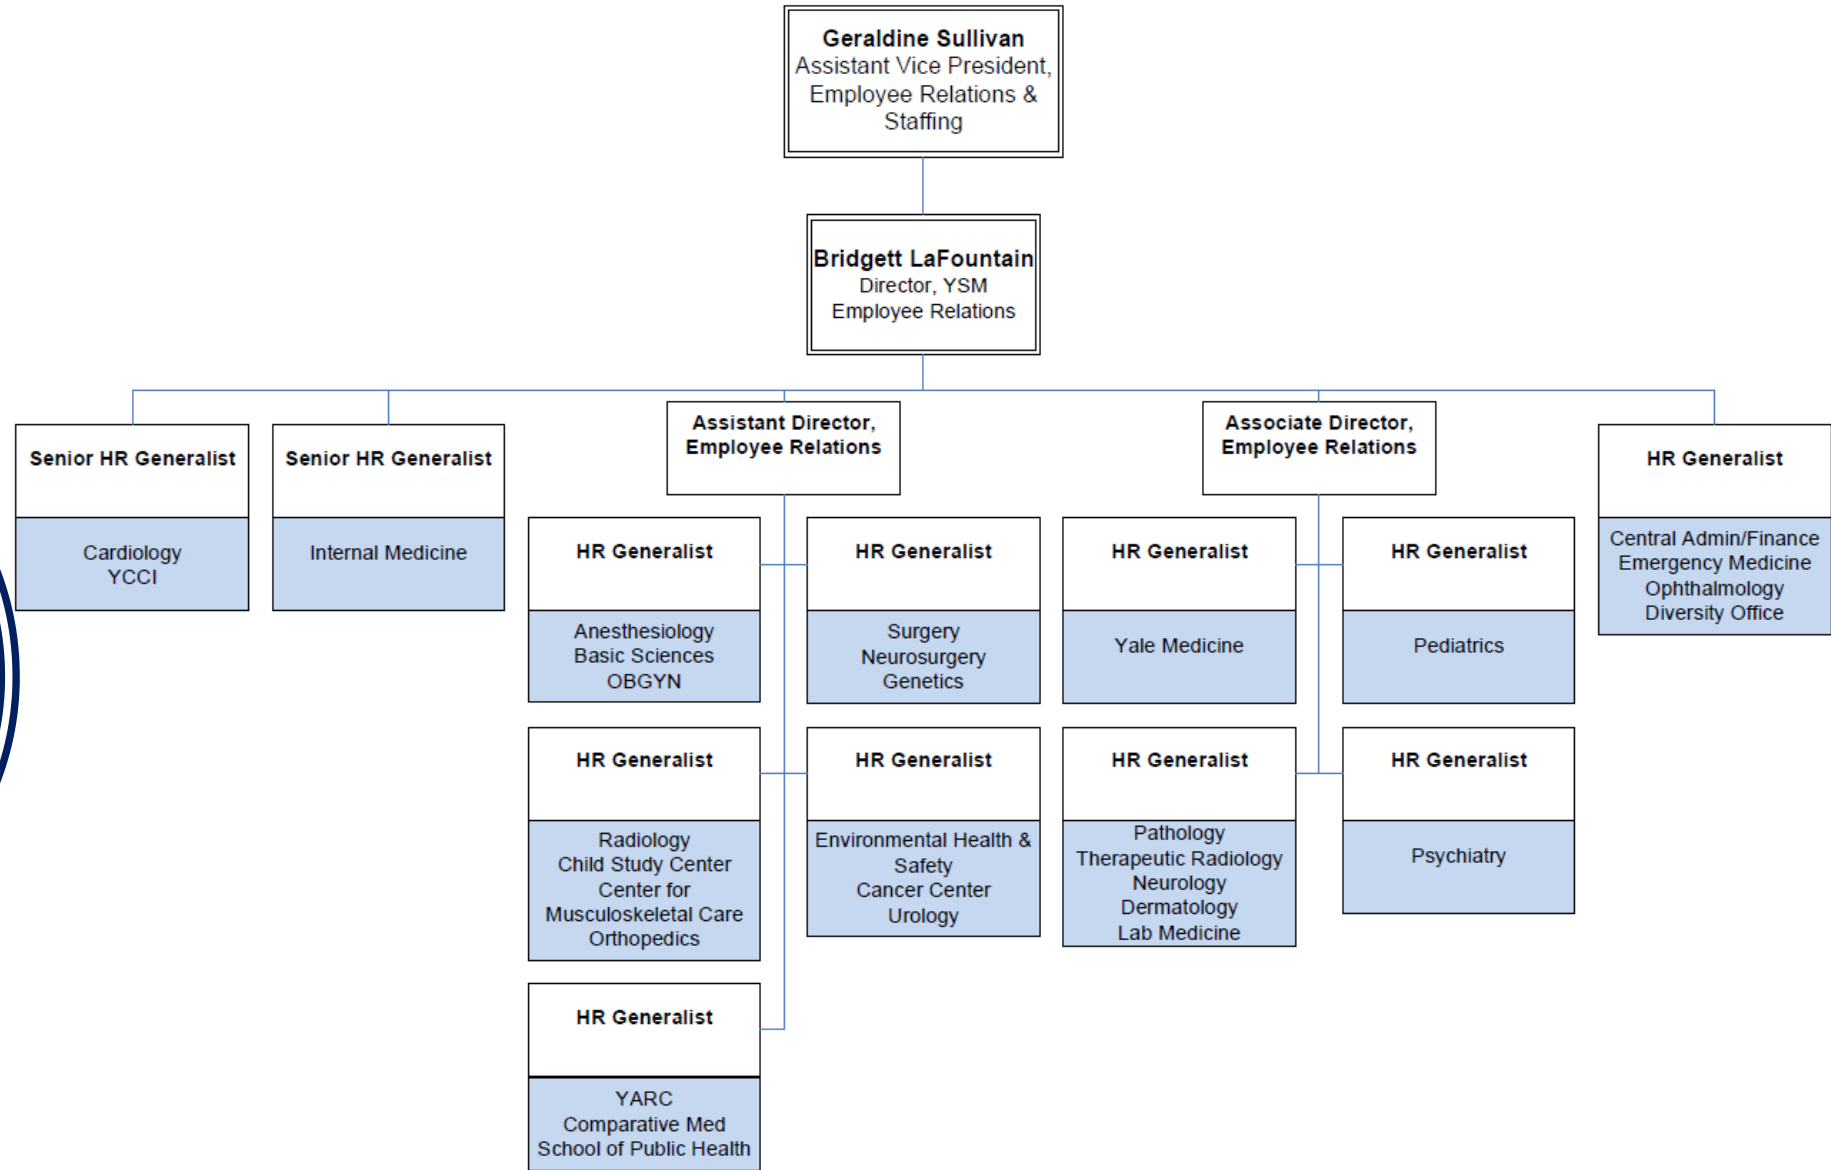 Geraldine Sullivan
Assistant Vice President,
Employee Relations &
Staffing
Bridgett LaFountain
Director, YSM
Employee Relations
Senior HR Generalist
Cardiology
YCCI
Senior HR Generalist
Internal Medicine
Assistant Director,
Employee Relations
HR Generalist
Anesthesiology
Basic Sciences
OBGYN
HR Generalist
Surgery
Neurosurgery
Genetics
HR Generalist
Radiology
Child Study Center
Center for
Musculoskeletal Care
Orthopedics
HR Generalist
Environmental Health &
Safety
Cancer Center
Urology
HR Generalist
YARC
Comparative Med
School of Public Health
Associate Director,
Employee Relations
HR Generalist
Yale Medicine
HR Generalist
Pediatrics
HR Generalist
Pathology
Therapeutic Radiology
Neurology
Dermatology
Lab Medicine
HR Generalist
Psychiatry
HR Generalist
Central Admin/Finance
Emergency Medicine
Ophthalmology
Diversity Office